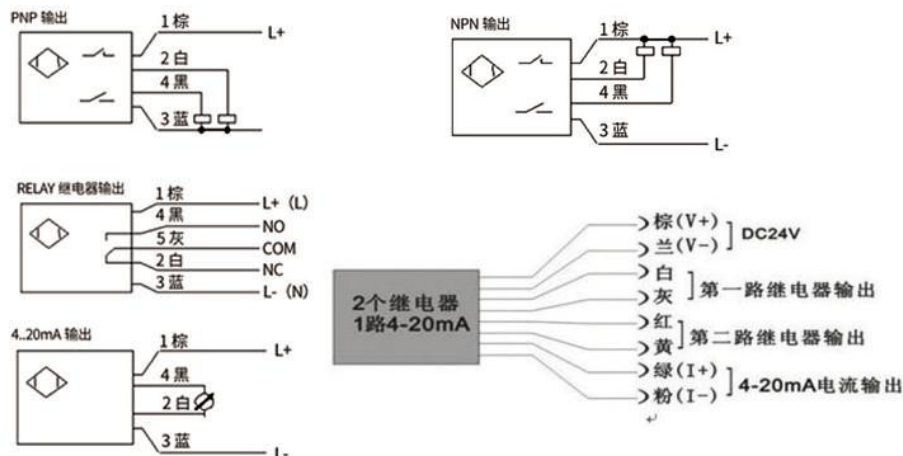 PNP 输出
1棕
L+
2白
4黑
3蓝
NPN 输出
1棕
L+
2白
4黑
3蓝
L-
RELAY 继电器输出
1棕
L+（L）
4黑
NO
5灰
COM
2白
NC
3蓝
L-（N）
4..20mA 输出
1棕
L+
4黑
2白
3蓝
L-
2个继电器
1路4-20mA
棕(V+)
兰(V-)
DC24V
白
灰
第一路继电器输出
红
黄
第二路继电器输出
绿(I+)
粉(I-)
4-20mA电流输出